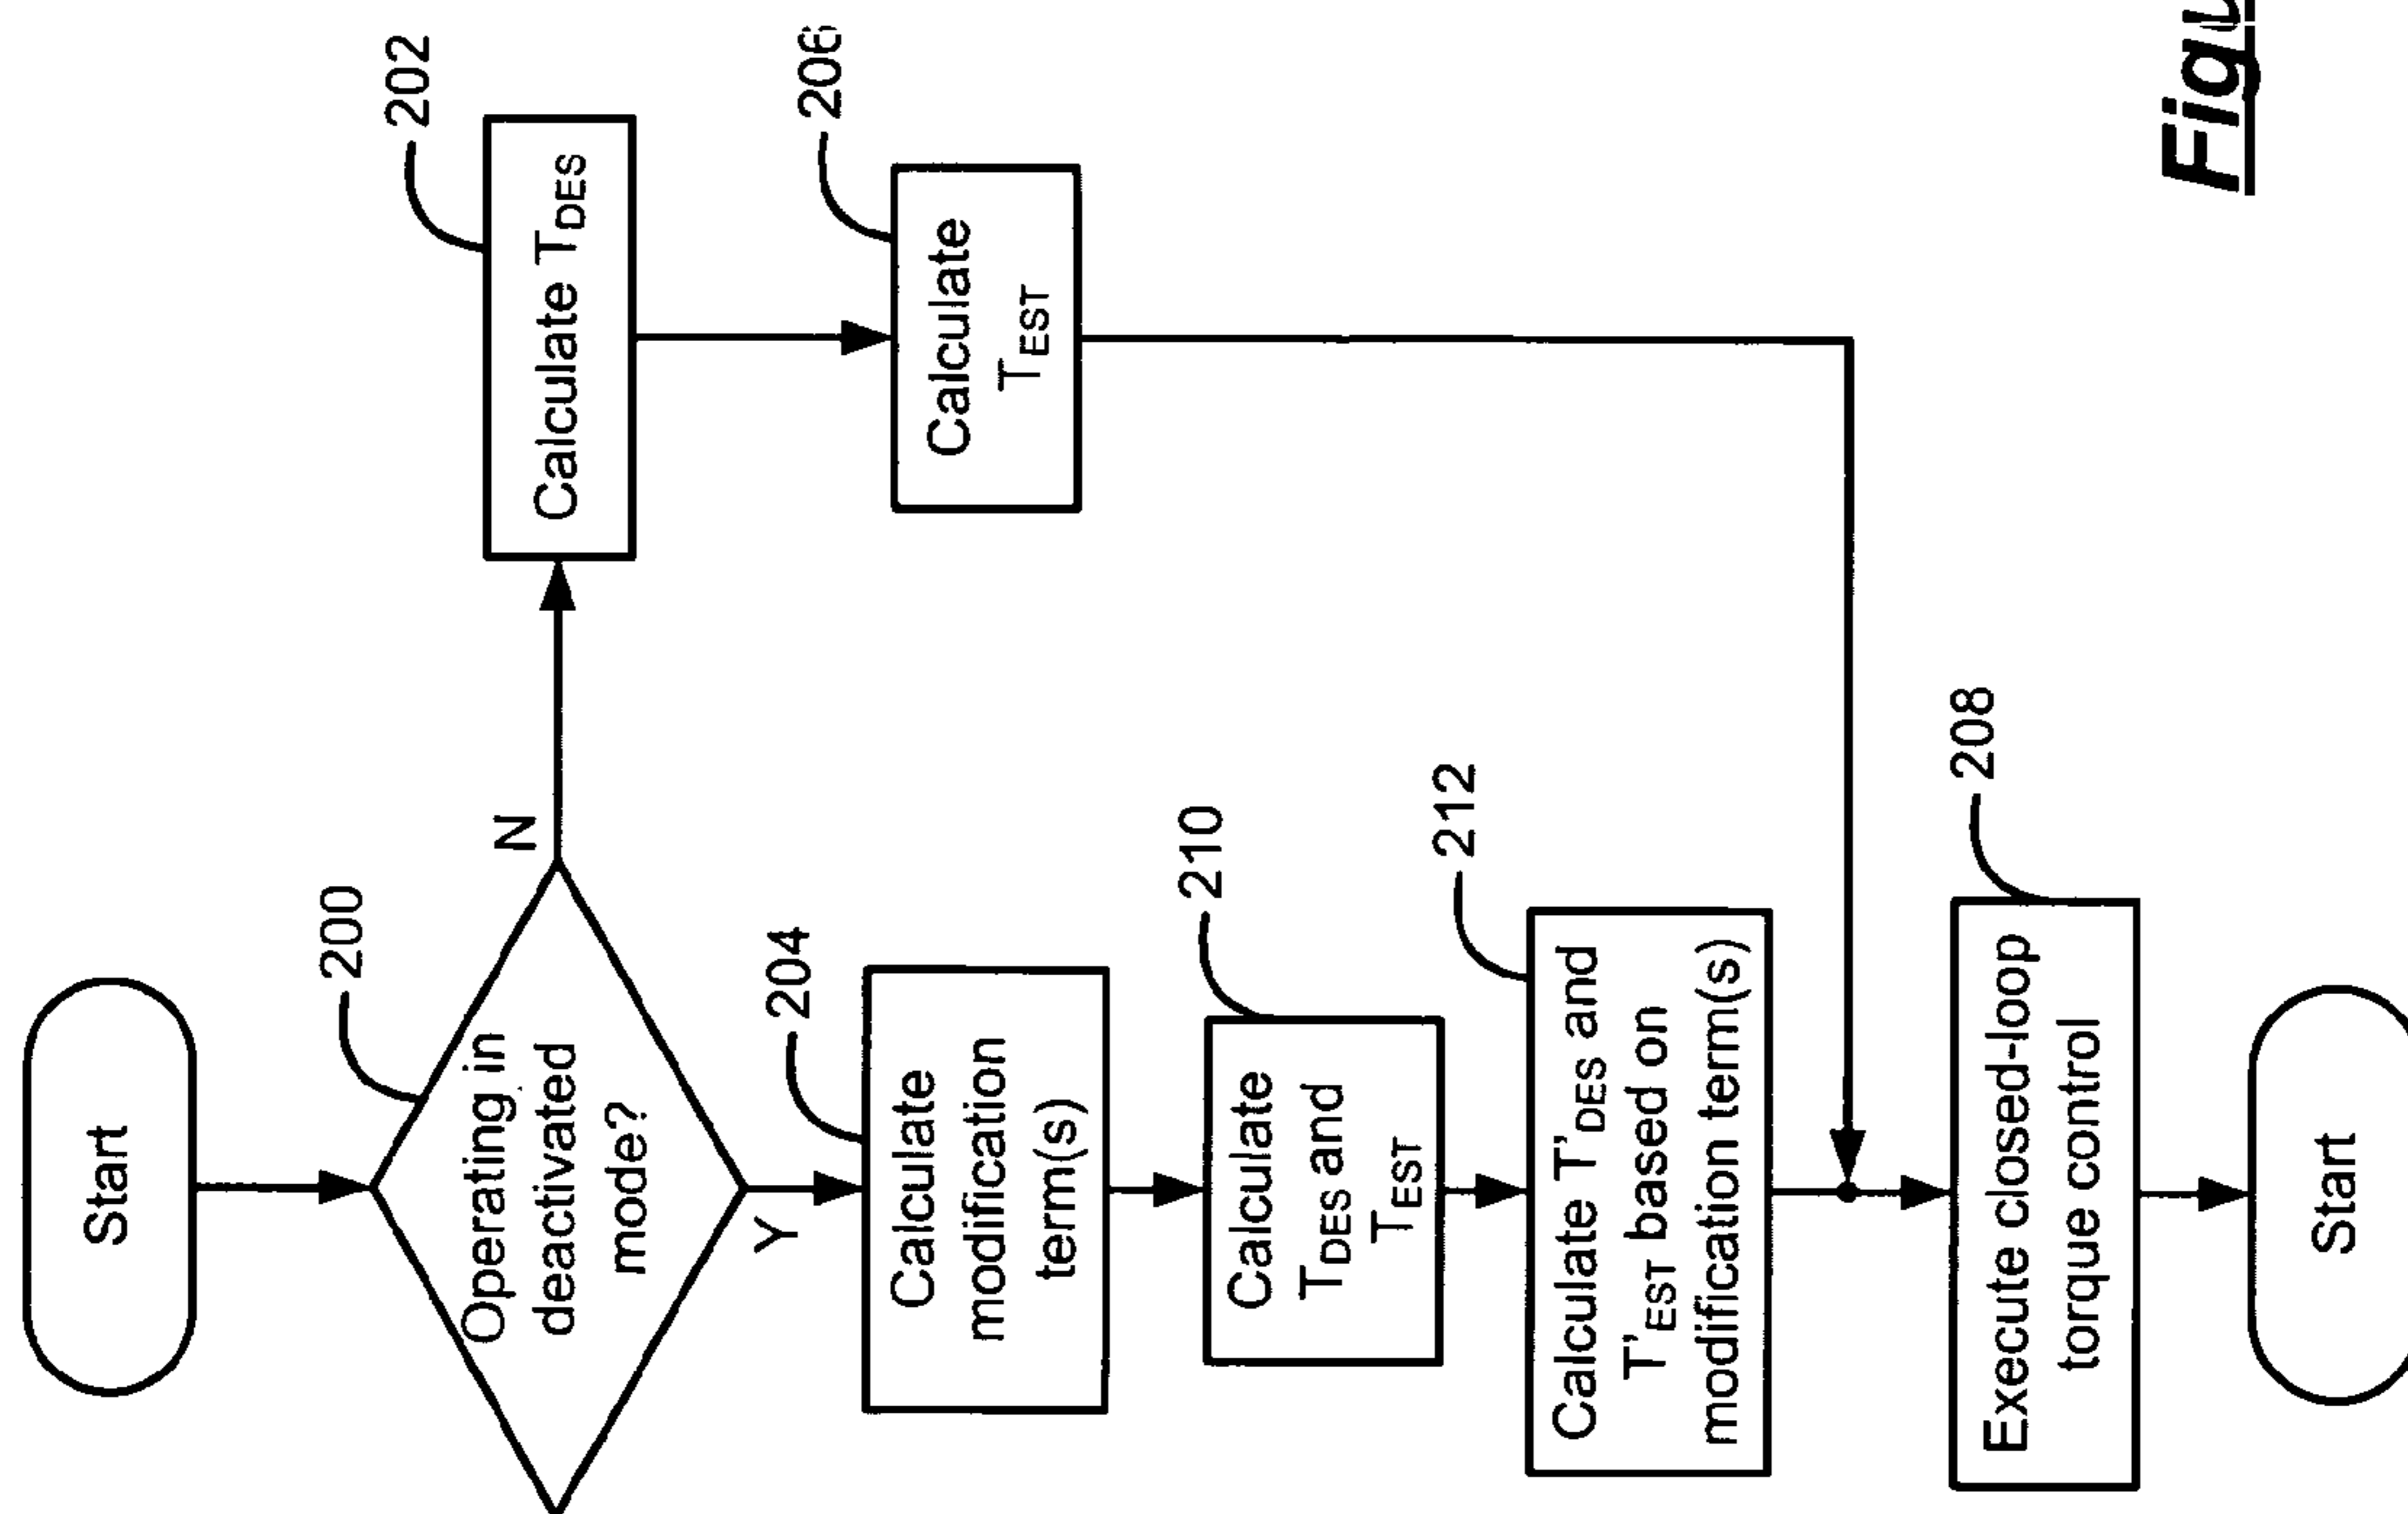 Start
200
Operating in
deactivated
mode?
N
Y
202
Calculate T_DES
206
Calculate
T_EST
204
Calculate
modification
term(s)
210
Calculate
T_DES and
T_EST
212
Calculate T'_DES and
T'_EST based on
modification term(s)
208
Execute closed-loop
torque control
Start